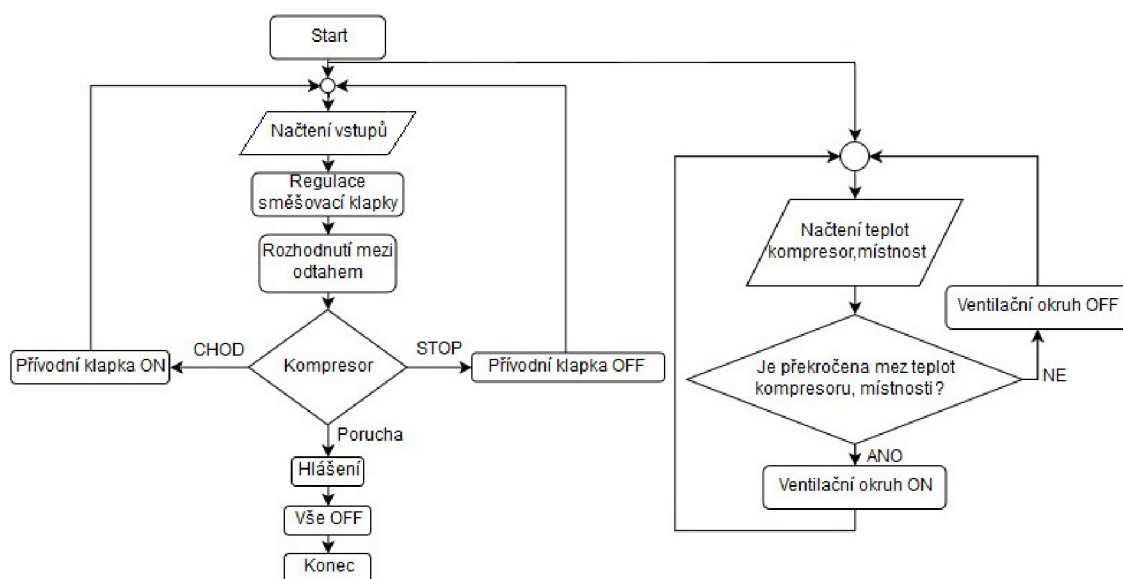 Start
Načtení vstupů
Regulace
směšovací klapky
Rozhodnutí mezi
odtahem
CHOD
Kompresor
STOP
Přívodní klapka ON
Přívodní klapka OFF
Porucha
Hlášení
Vše OFF
Konec
Načtení teplot
kompresor,místnost
Ventilační okruh OFF
Je překročena mez teplot
kompresoru, místnosti?
NE
ANO
Ventilační okruh ON